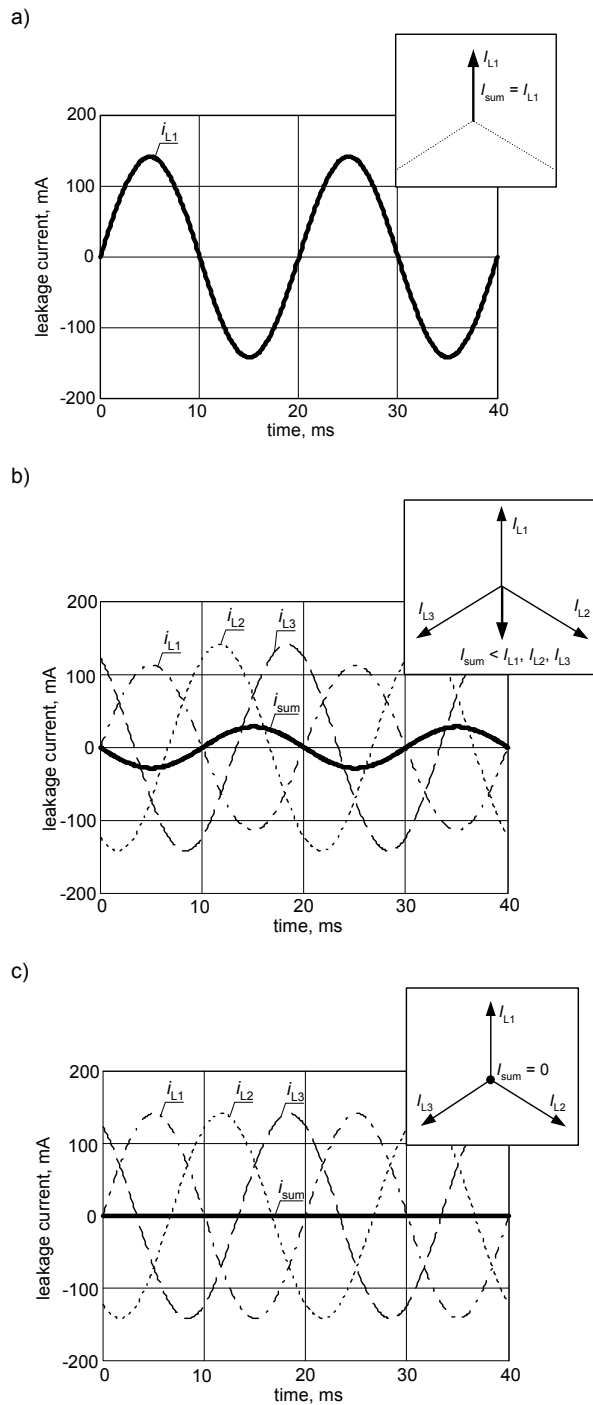 a)
I_L1
I_sum = I_L1
200
100
0
-100
-200
leakage current, mA
i_L1
0 10 20 30 40
time, ms
b)
I_L1
I_L3 I_L2
I_sum < I_L1, I_L2, I_L3
200
100
0
-100
-200
leakage current, mA
i_L1 i_L2 i_L3
i_sum
0 10 20 30 40
time, ms
c)
I_L1
I_sum = 0
I_L3 I_L2
200
100
0
-100
-200
leakage current, mA
i_L1 i_L2 i_L3
i_sum
0 10 20 30 40
time, ms